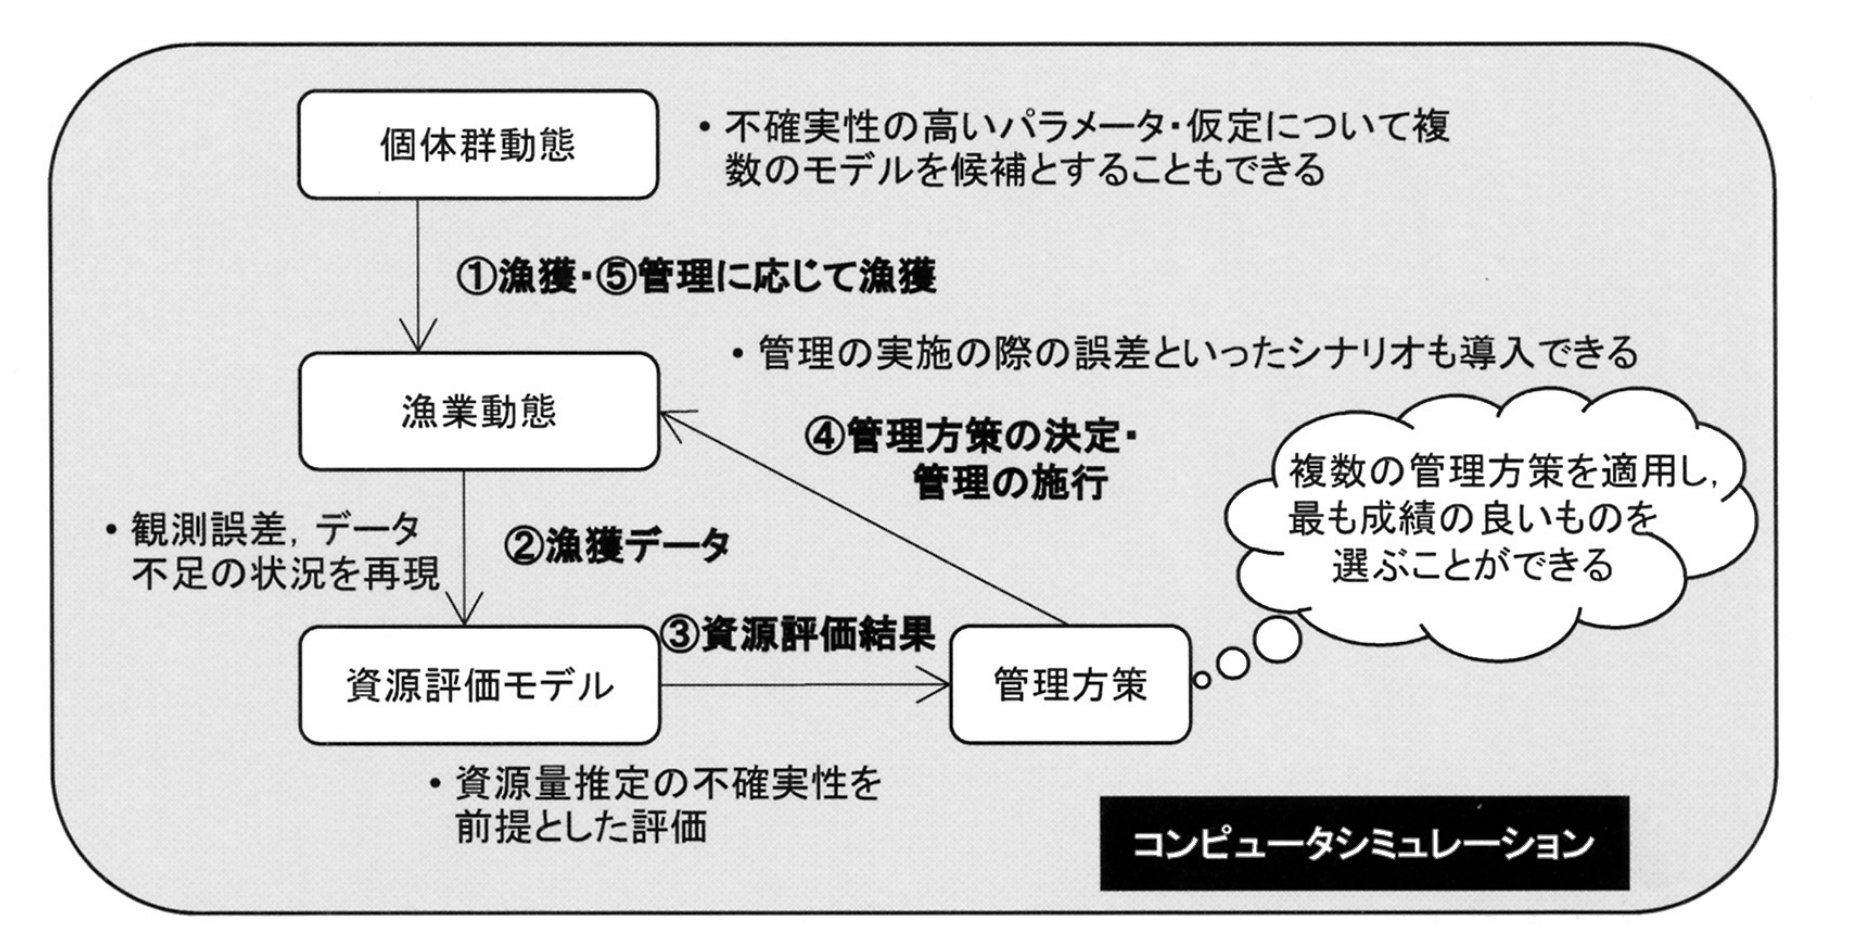 個体群動態
・不確実性の高いパラメータ・仮定について複
数のモデルを候補とすることもできる
①漁獲・⑤管理に応じて漁獲
・管理の実施の際の誤差といったシナリオも導入できる
漁業動態
④管理方策の決定・
管理の施行
複数の管理方策を適用し,
最も成績の良いものを
選ぶことができる
・観測誤差, データ
不足の状況を再現
②漁獲データ
③資源評価結果
資源評価モデル
管理方策
・資源量推定の不確実性を
前提とした評価
コンピュータシミュレーション